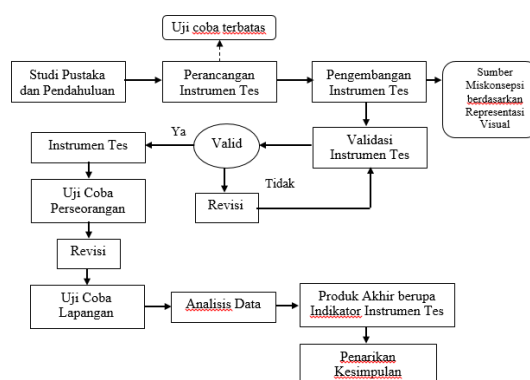 Uji coba terbatas
Studi Pustaka
dan Pendahuluan
Perancangan
Instrumen Tes
Pengembangan
Instrumen Tes
Sumber
Miskonsepsi
berdasarkan
Representasi
Visual
Instrumen Tes
Ya
Valid
Validasi
Instrumen Tes
Tidak
Revisi
Uji Coba
Perseorangan
Revisi
Uji Coba
Lapangan
Analisis Data
Produk Akhir berupa
Indikator Instrumen Tes
Penarikan
Kesimpulan